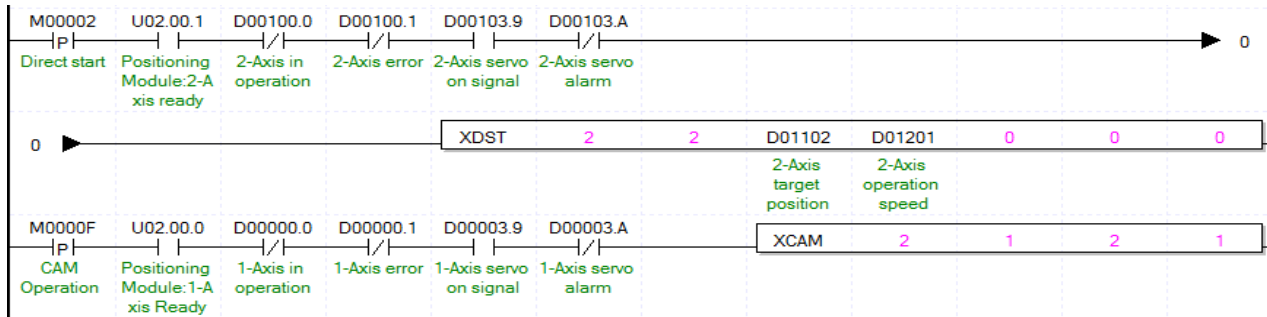 M00002 U02.00.1 D00100.0 D00100.1 D00103.9 D00103.A
P
0
Direct start Positioning 2-Axis in 2-Axis error 2-Axis servo 2-Axis servo
Module:2-A operation on signal alarm
xis ready
0 XDST 2 2 D01102 D01201 0 0 0
2-Axis 2-Axis
target operation
position speed
M0000F U02.00.0 D00000.0 D00000.1 D00003.9 D00003.A
P
XCAM 2 1 2 1
CAM Positioning 1-Axis in 1-Axis error 1-Axis servo 1-Axis servo
Operation Module:1-A operation on signal alarm
xis Ready